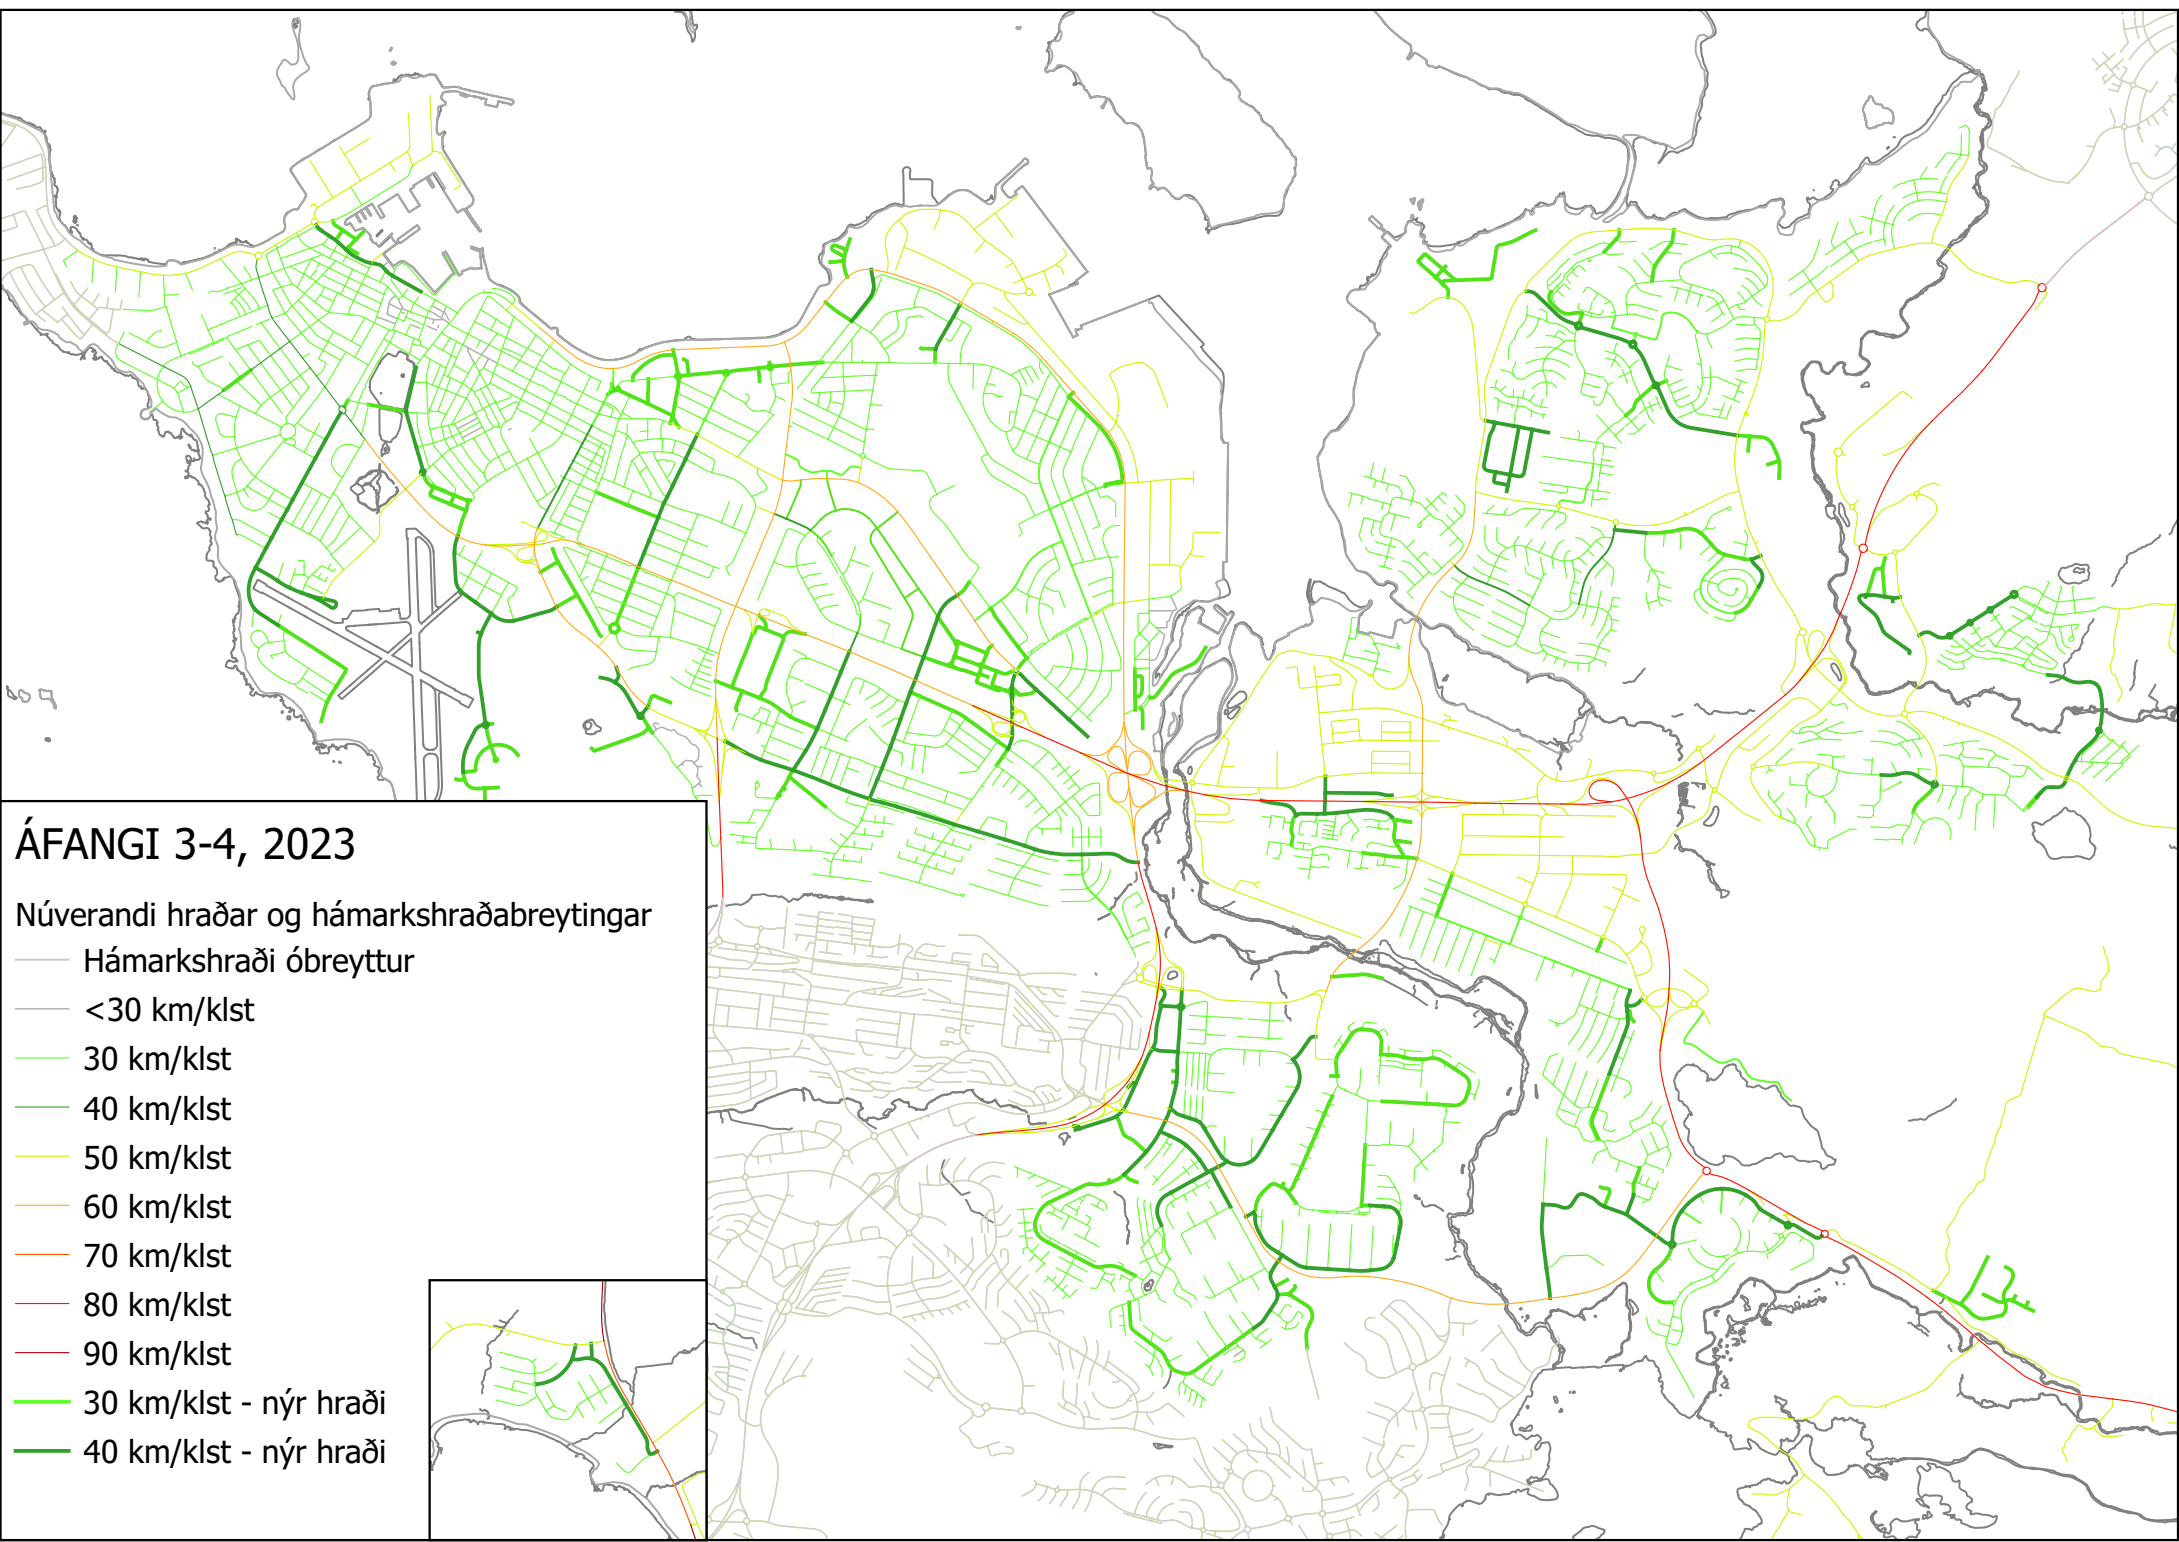 ÁFANGI 3-4, 2023
Núverandi hraðar og hámarkshraðabreytingar
Hámarkshraði óbreyttur
<30 km/klst
30 km/klst
40 km/klst
50 km/klst
60 km/klst
70 km/klst
80 km/klst
90 km/klst
30 km/klst - nýr hraði
40 km/klst - nýr hraði